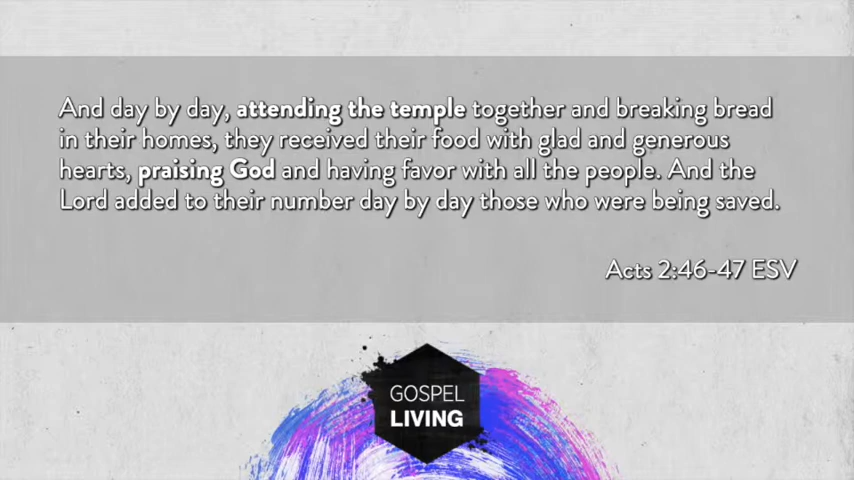 And day by day, attending the temple together and breaking bread
in their homes, they received their food with glad and generous
hearts, praising God and having favor with all the people. And the
Lord added to their number day by day those who were being saved.
Acts 2:46-47 ESV
GOSPEL
LIVING